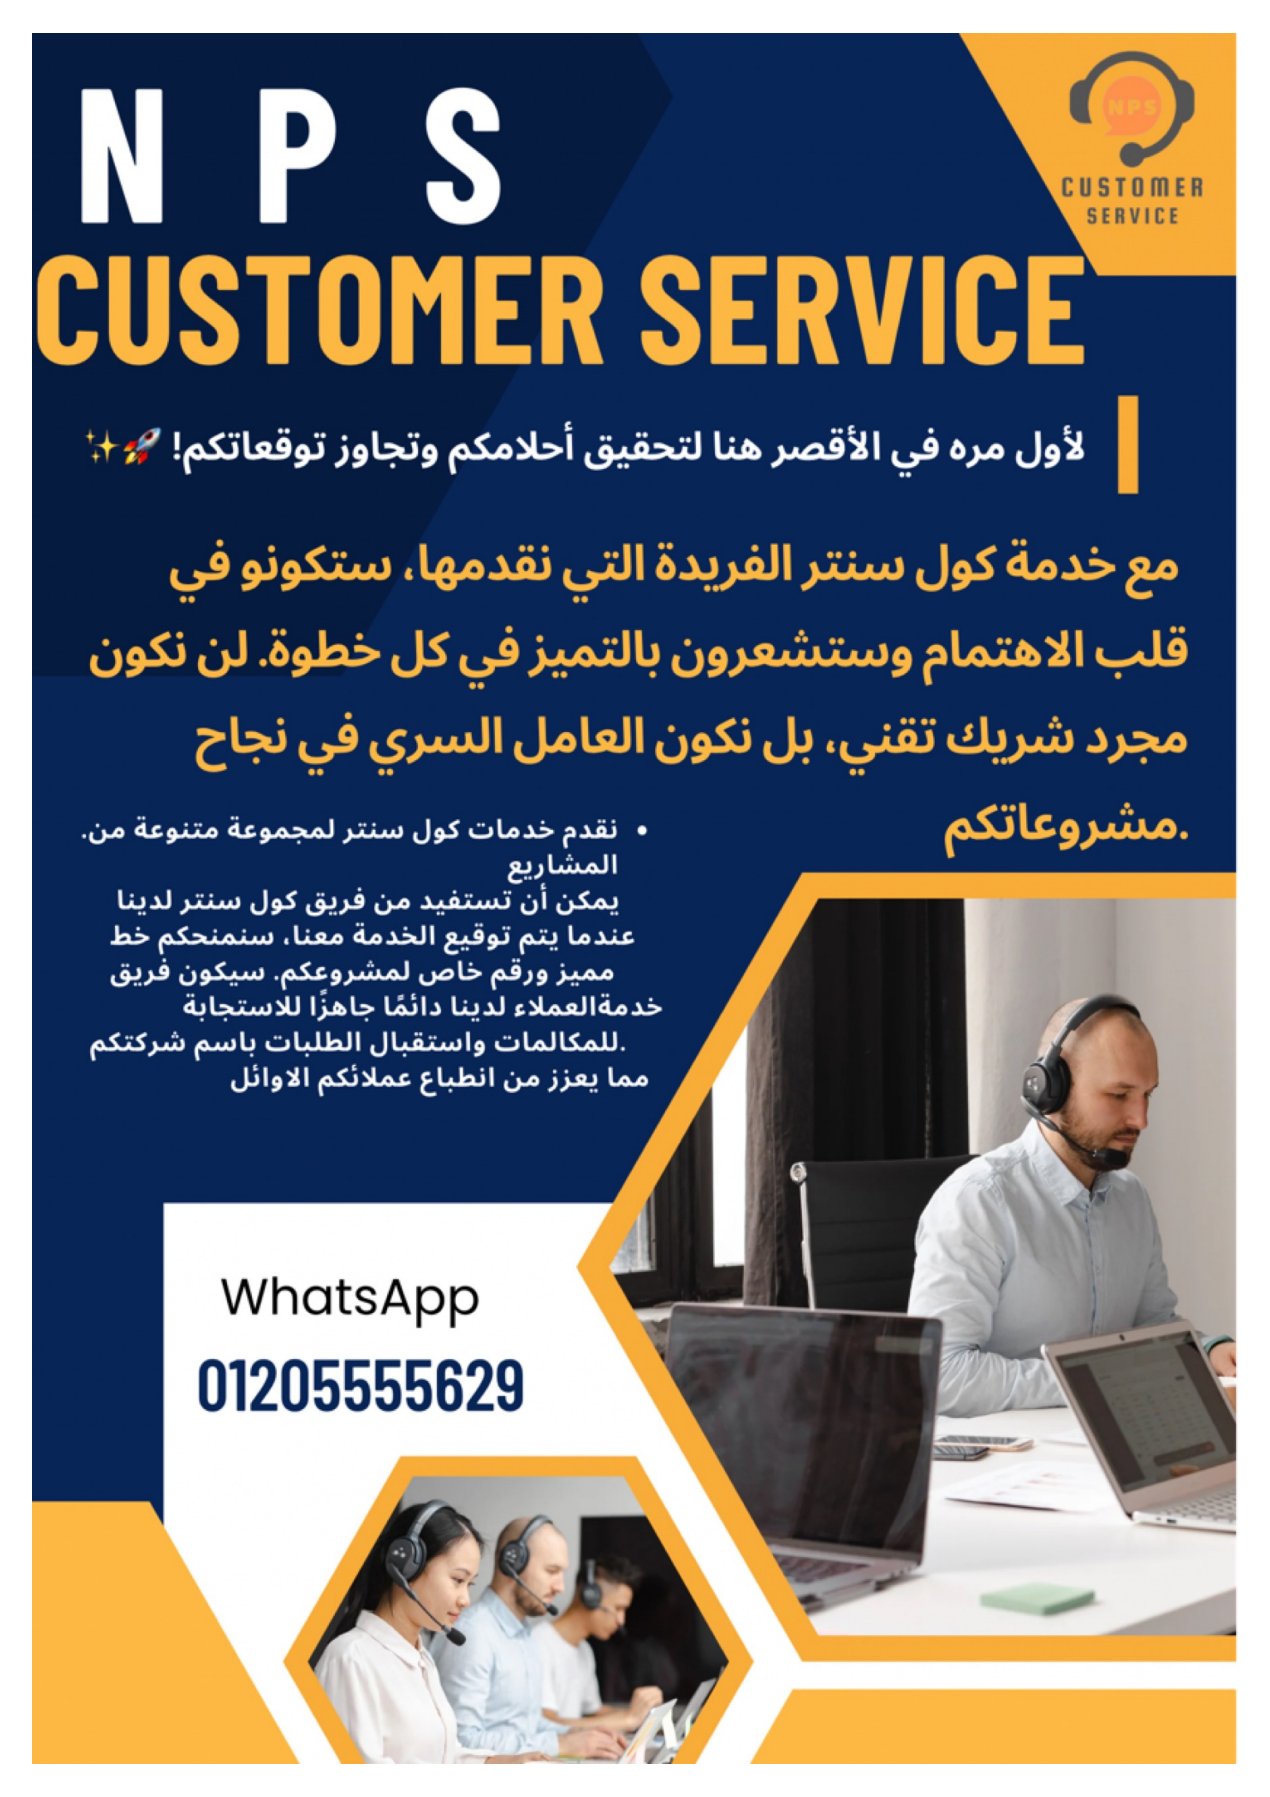 N P S
NPS
CUSTOMER
SERVICE
CUSTOMER SERVICE
لأول مره في الأقصر هنا لتحقيق أحلامكم وتجاوز توقعاتكم! 🚀✨
مع خدمة كول سنتر الفريدة التي نقدمها، ستكونو في
قلب الاهتمام وستشعرون بالتميز في كل خطوة. لن نكون
مجرد شريك تقني، بل نكون العامل السري في نجاح
.مشروعاتكم
• نقدم خدمات كول سنتر لمجموعة متنوعة من.
المشاريع
يمكن أن تستفيد من فريق كول سنتر لدينا
عندما يتم توقيع الخدمة معنا، سنمنحكم خط
مميز ورقم خاص لمشروعكم. سيكون فريق
خدمةالعملاء لدينا دائمًا جاهزًا للاستجابة
.للمكالمات واستقبال الطلبات باسم شركتكم
مما يعزز من انطباع عملائكم الاوائل
WhatsApp
01205555629